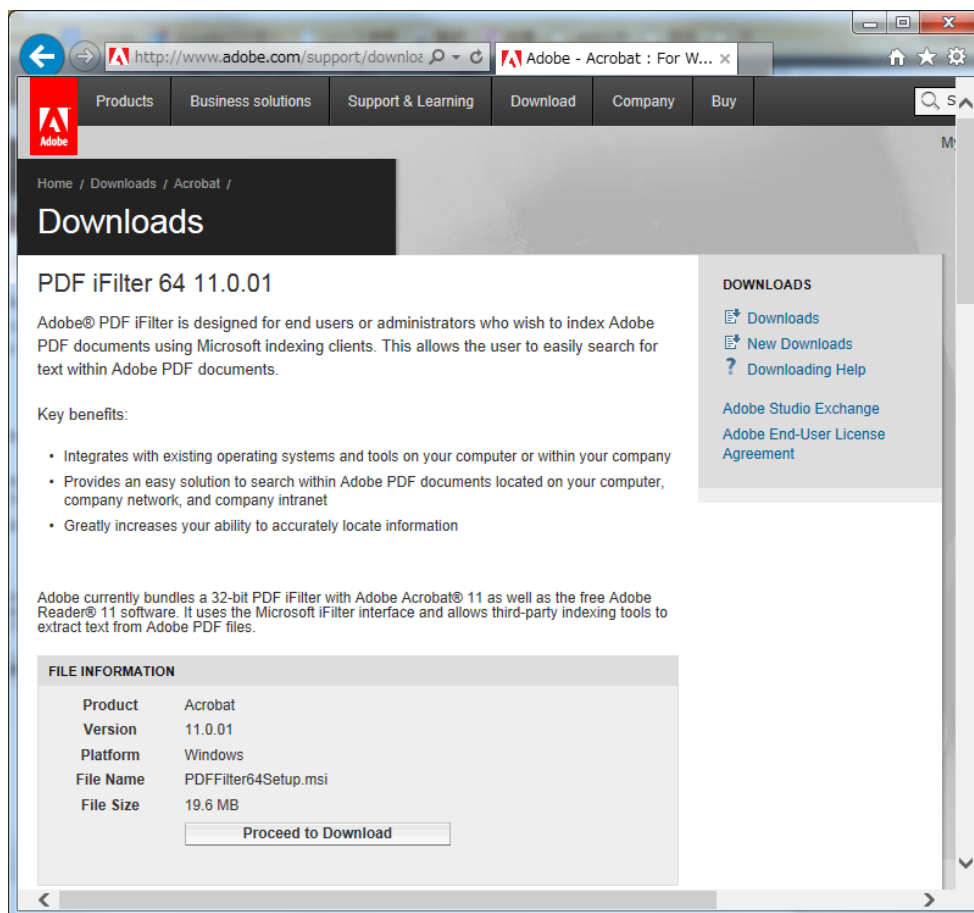 http://www.adobe.com/support/downloa
Adobe - Acrobat : For W...
Products Business solutions Support & Learning Download Company Buy
Adobe
Home / Downloads / Acrobat /
Downloads
PDF iFilter 64 11.0.01
Adobe® PDF iFilter is designed for end users or administrators who wish to index Adobe
PDF documents using Microsoft indexing clients. This allows the user to easily search for
text within Adobe PDF documents.
Key benefits:
• Integrates with existing operating systems and tools on your computer or within your company
• Provides an easy solution to search within Adobe PDF documents located on your computer,
company network, and company intranet
• Greatly increases your ability to accurately locate information
Adobe currently bundles a 32-bit PDF iFilter with Adobe Acrobat® 11 as well as the free Adobe
Reader® 11 software. It uses the Microsoft iFilter interface and allows third-party indexing tools to
extract text from Adobe PDF files.
FILE INFORMATION
Product Acrobat
Version 11.0.01
Platform Windows
File Name PDFFilter64Setup.msi
File Size 19.6 MB
Proceed to Download
DOWNLOADS
Downloads
New Downloads
? Downloading Help
Adobe Studio Exchange
Adobe End-User License
Agreement